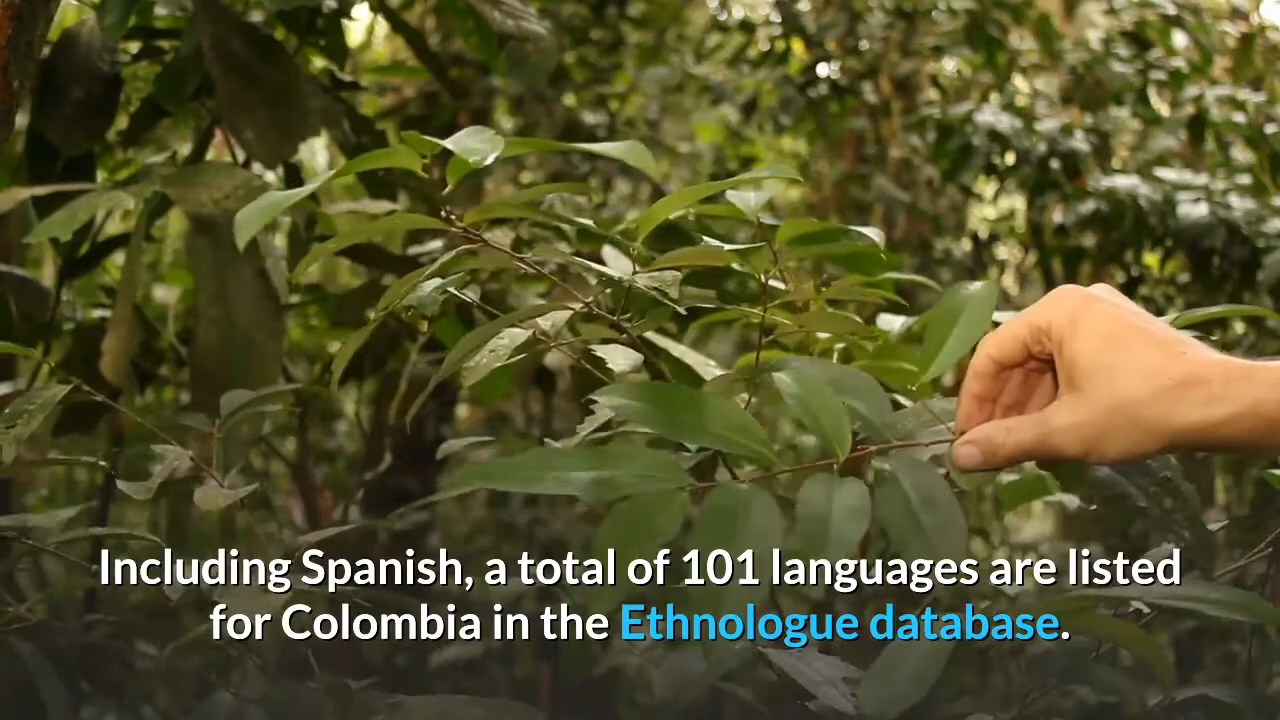 Including Spanish, a total of 101 languages are listed
for Colombia in the Ethnologue database.